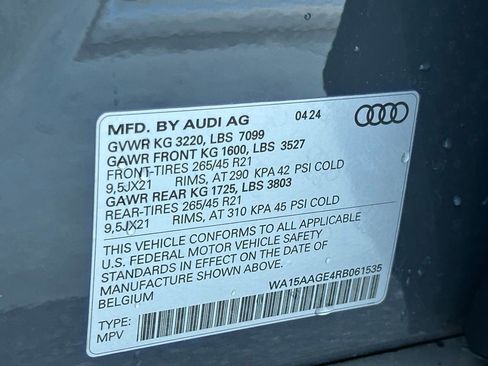 MFD. BY AUDI AG 0424
GVWR KG 3220, LBS 7099
GAWR FRONT KG 1600, LBS 3527
FRONT-TIRES 265/45 R21
9,5JX21 RIMS, AT 290 KPA 42 PSI COLD
GAWR REAR KG 1725, LBS 3803
REAR-TIRES 265/45 R21
9,5JX21 RIMS, AT 310 KPA 45 PSI COLD
THIS VEHICLE CONFORMS TO ALL APPLICABLE
U.S. FEDERAL MOTOR VEHICLE SAFETY
STANDARDS IN EFFECT ON THE DATE OF
MANUFACTURE SHOWN ABOVE.
BELGIUM WA15AAGE4RB061535
TYPE:
MPV